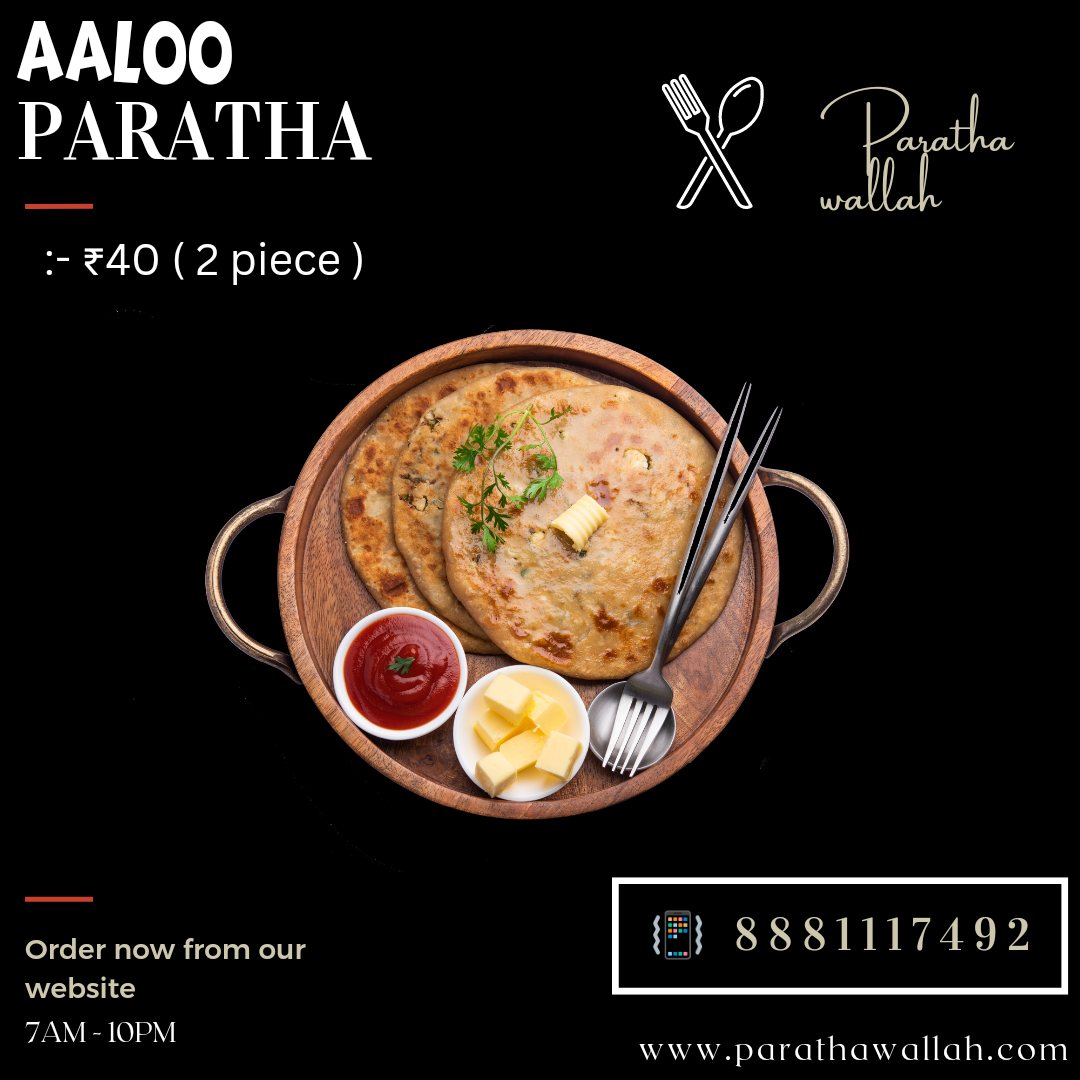 AALOO
PARATHA
Paratha
wallah
:- ₹40 ( 2 piece )
Order now from our
website
7AM - 10PM
8881117492
www.parathawallah.com